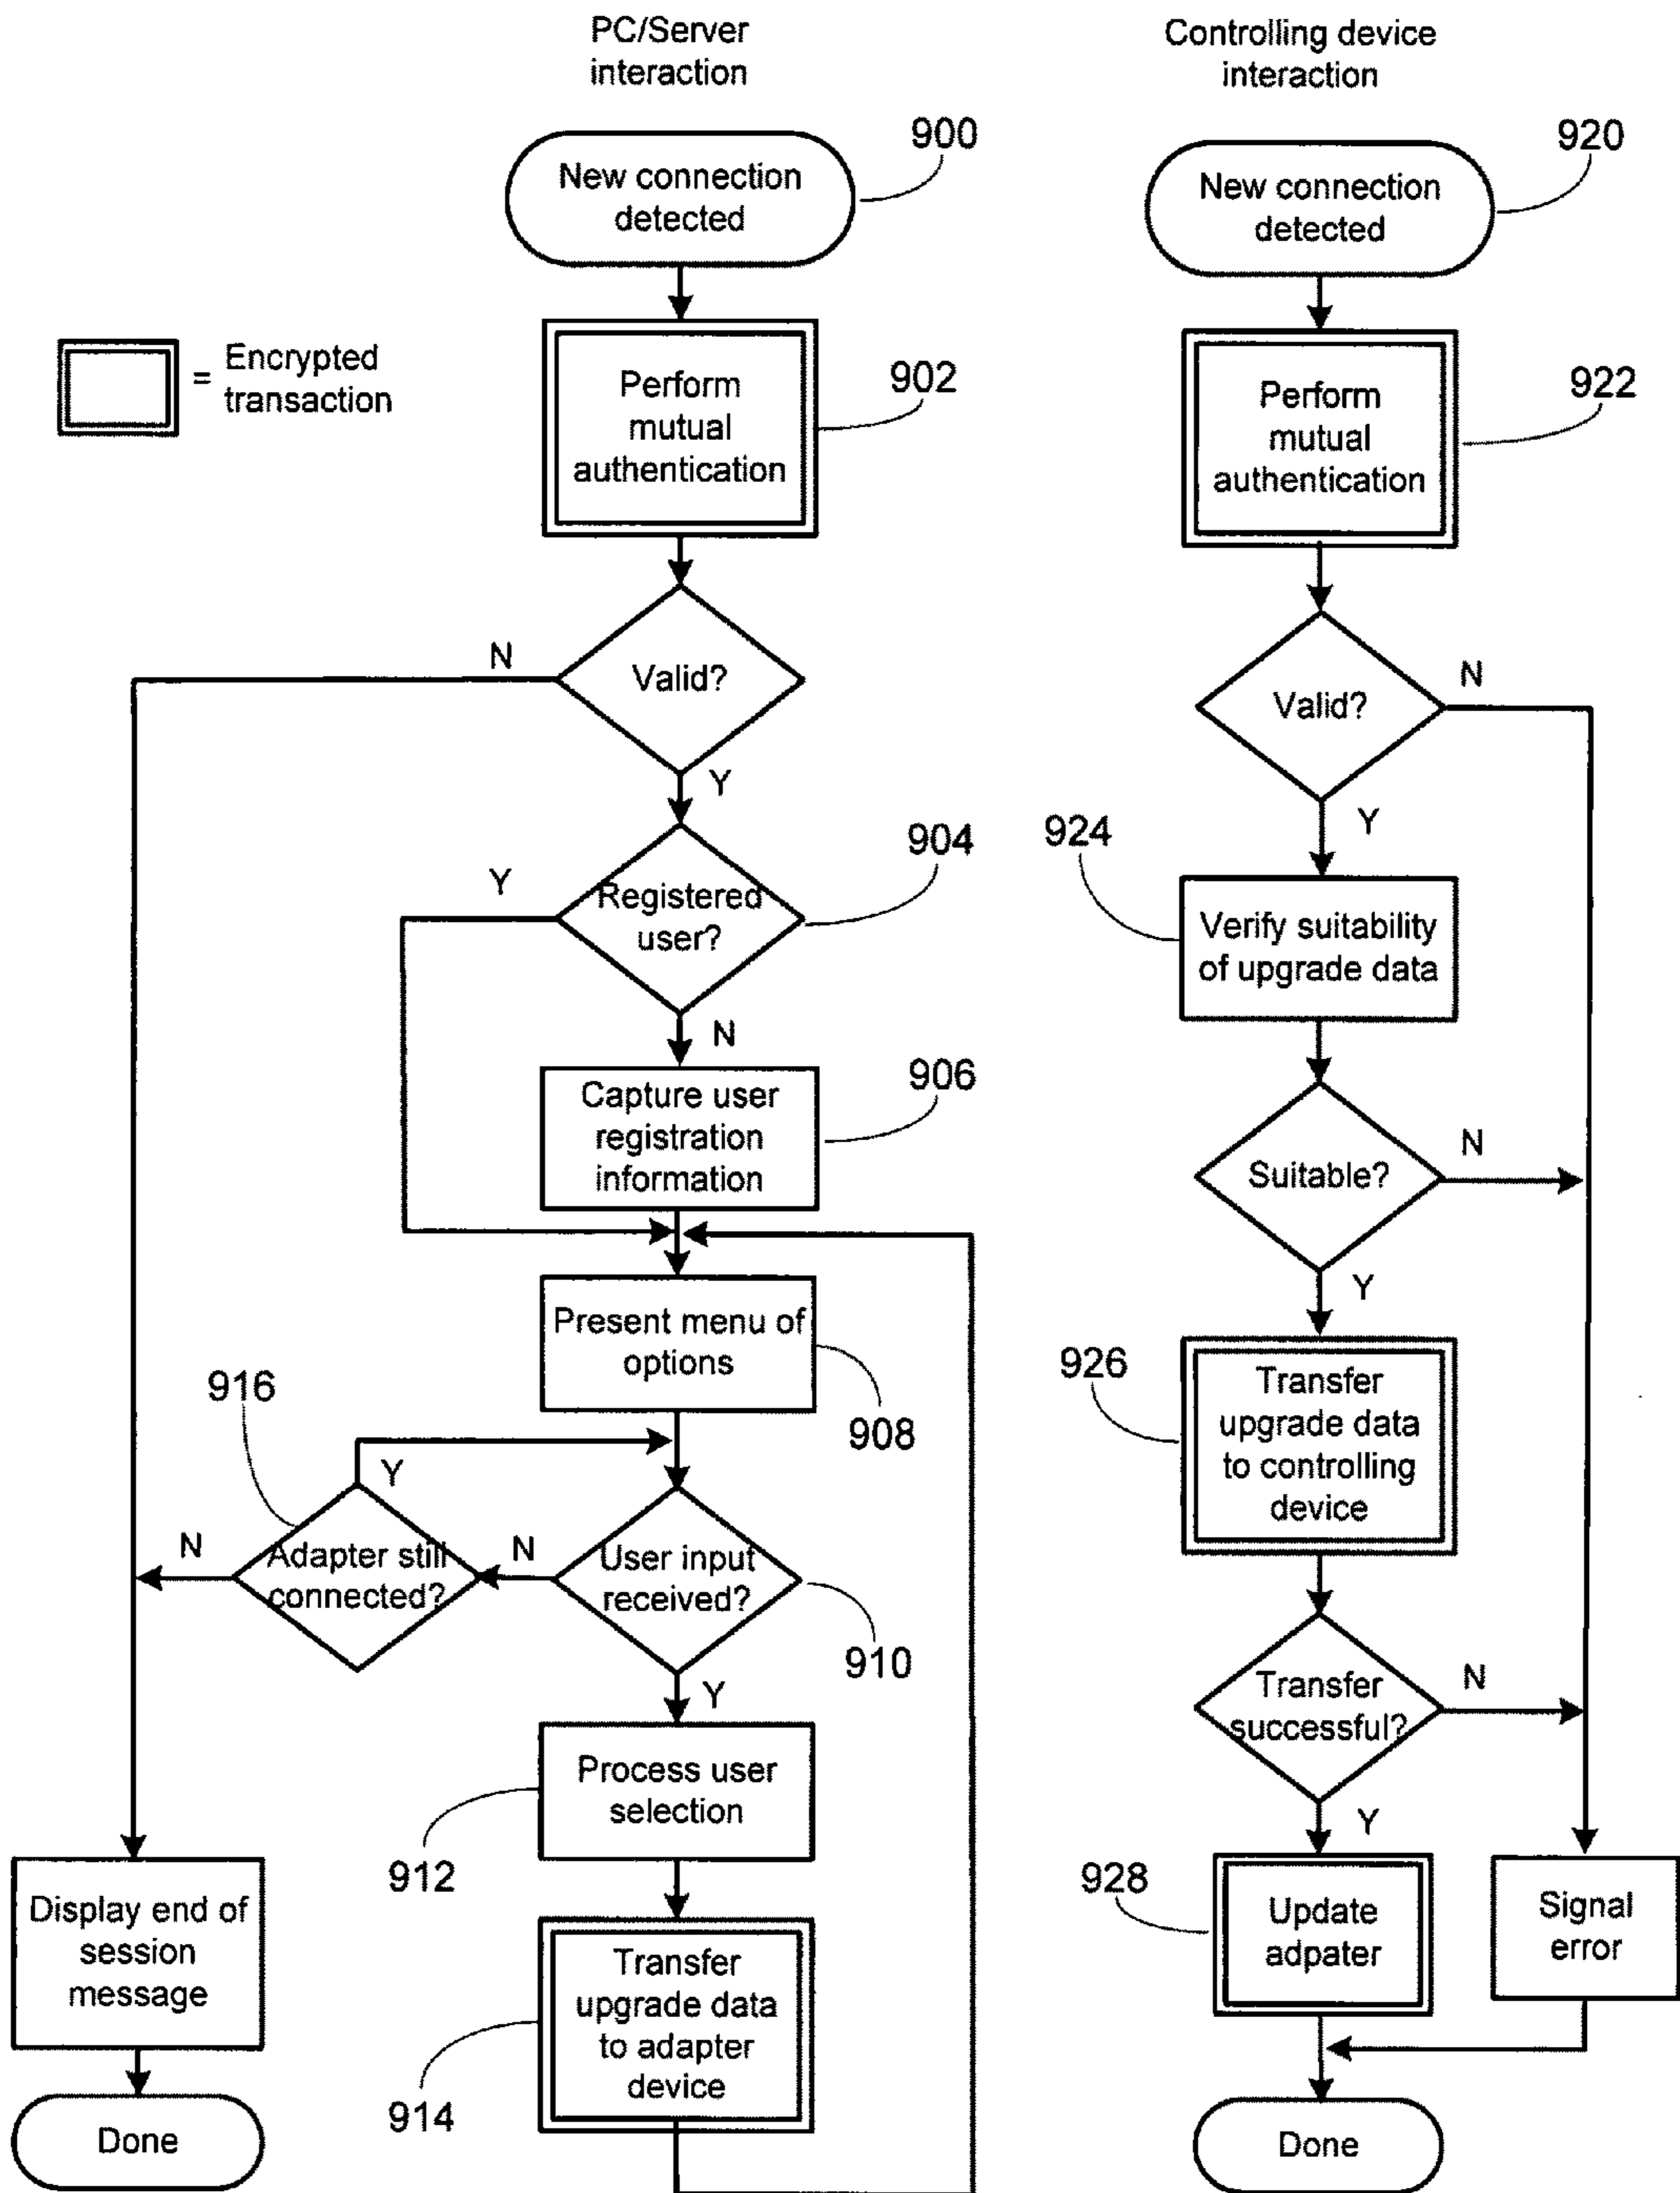 PC/Server
interaction
900
New connection
detected
= Encrypted
transaction
Perform
mutual
authentication
902
Valid?
N
Y
904
Registered
user?
Y
N
906
Capture user
registration
information
Present menu of
options
908
916
Y
Adapter still
connected?
N
N
User input
received?
910
Y
Process user
selection
912
Transfer
upgrade data
to adapter
device
914
Display end of
session
message
Done
Controlling device
interaction
920
New connection
detected
Perform
mutual
authentication
922
Valid?
N
Y
924
Verify suitability
of upgrade data
Suitable?
N
Y
926
Transfer
upgrade data
to controlling
device
Transfer
successful?
N
Y
928
Update
adpater
Signal
error
Done